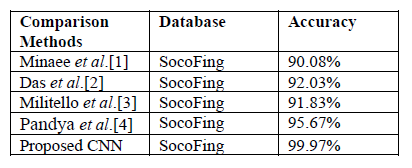 Comparison Methods Database Accuracy
Minaee et al.[1] SocoFing 90.08%
Das et al.[2] SocoFing 92.03%
Militello et al.[3] SocoFing 91.83%
Pandya et al.[4] SocoFing 95.67%
Proposed CNN SocoFing 99.97%